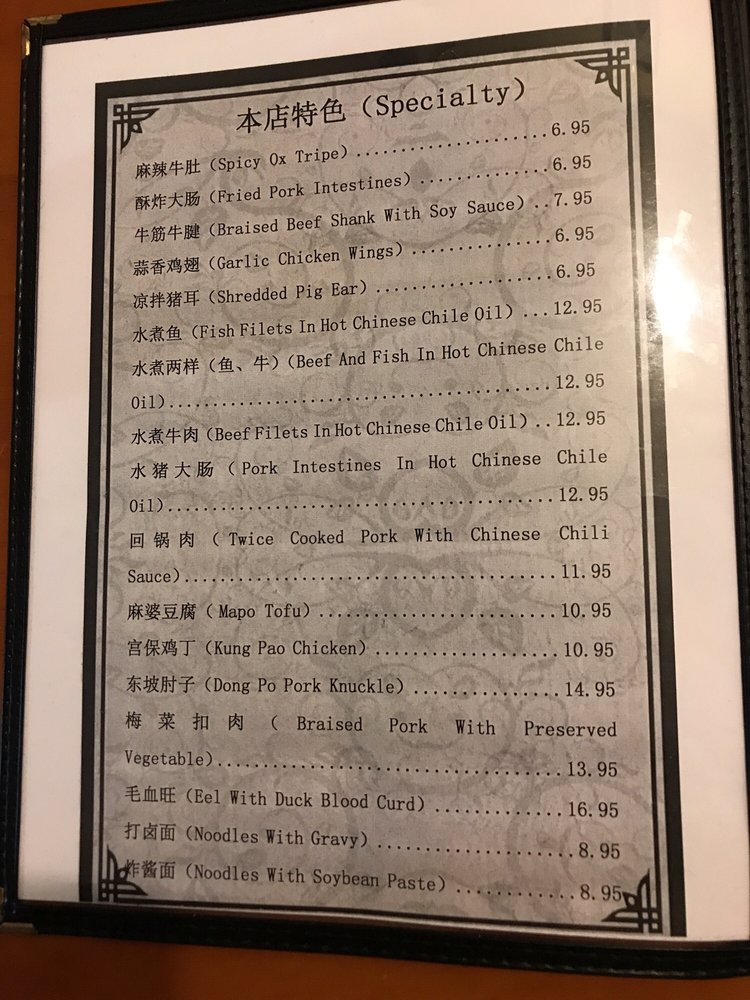 本店特色（Specialty）
麻辣牛肚（Spicy Ox Tripe）.....................6.95
酥炸大肠（Fried Pork Intestines）..............6.95
牛筋牛腱（Braised Beef Shank With Soy Sauce）..7.95
蒜香鸡翅（Garlic Chicken Wings）...............6.95
凉拌猪耳（Shredded Pig Ear）...................6.95
水煮鱼（Fish Filets In Hot Chinese Chile Oil）...12.95
水煮两样（鱼、牛）（Beef And Fish In Hot Chinese Chile
Oil）.......................................12.95
水煮牛肉（Beef Filets In Hot Chinese Chile Oil）..12.95
水猪大肠（Pork Intestines In Hot Chinese Chile
Oil）.......................................12.95
回锅肉（Twice Cooked Pork With Chinese Chili
Sauce）.....................................11.95
麻婆豆腐（Mapo Tofu）........................10.95
宫保鸡丁（Kung Pao Chicken）..................10.95
东坡肘子（Dong Po Pork Knuckle）..............14.95
梅菜扣肉（Braised Pork With Preserved
Vegetable）..................................13.95
毛血旺（Eel With Duck Blood Curd）............16.95
打卤面（Noodles With Gravy）....................8.95
炸酱面（Noodles With Soybean Paste）............8.95